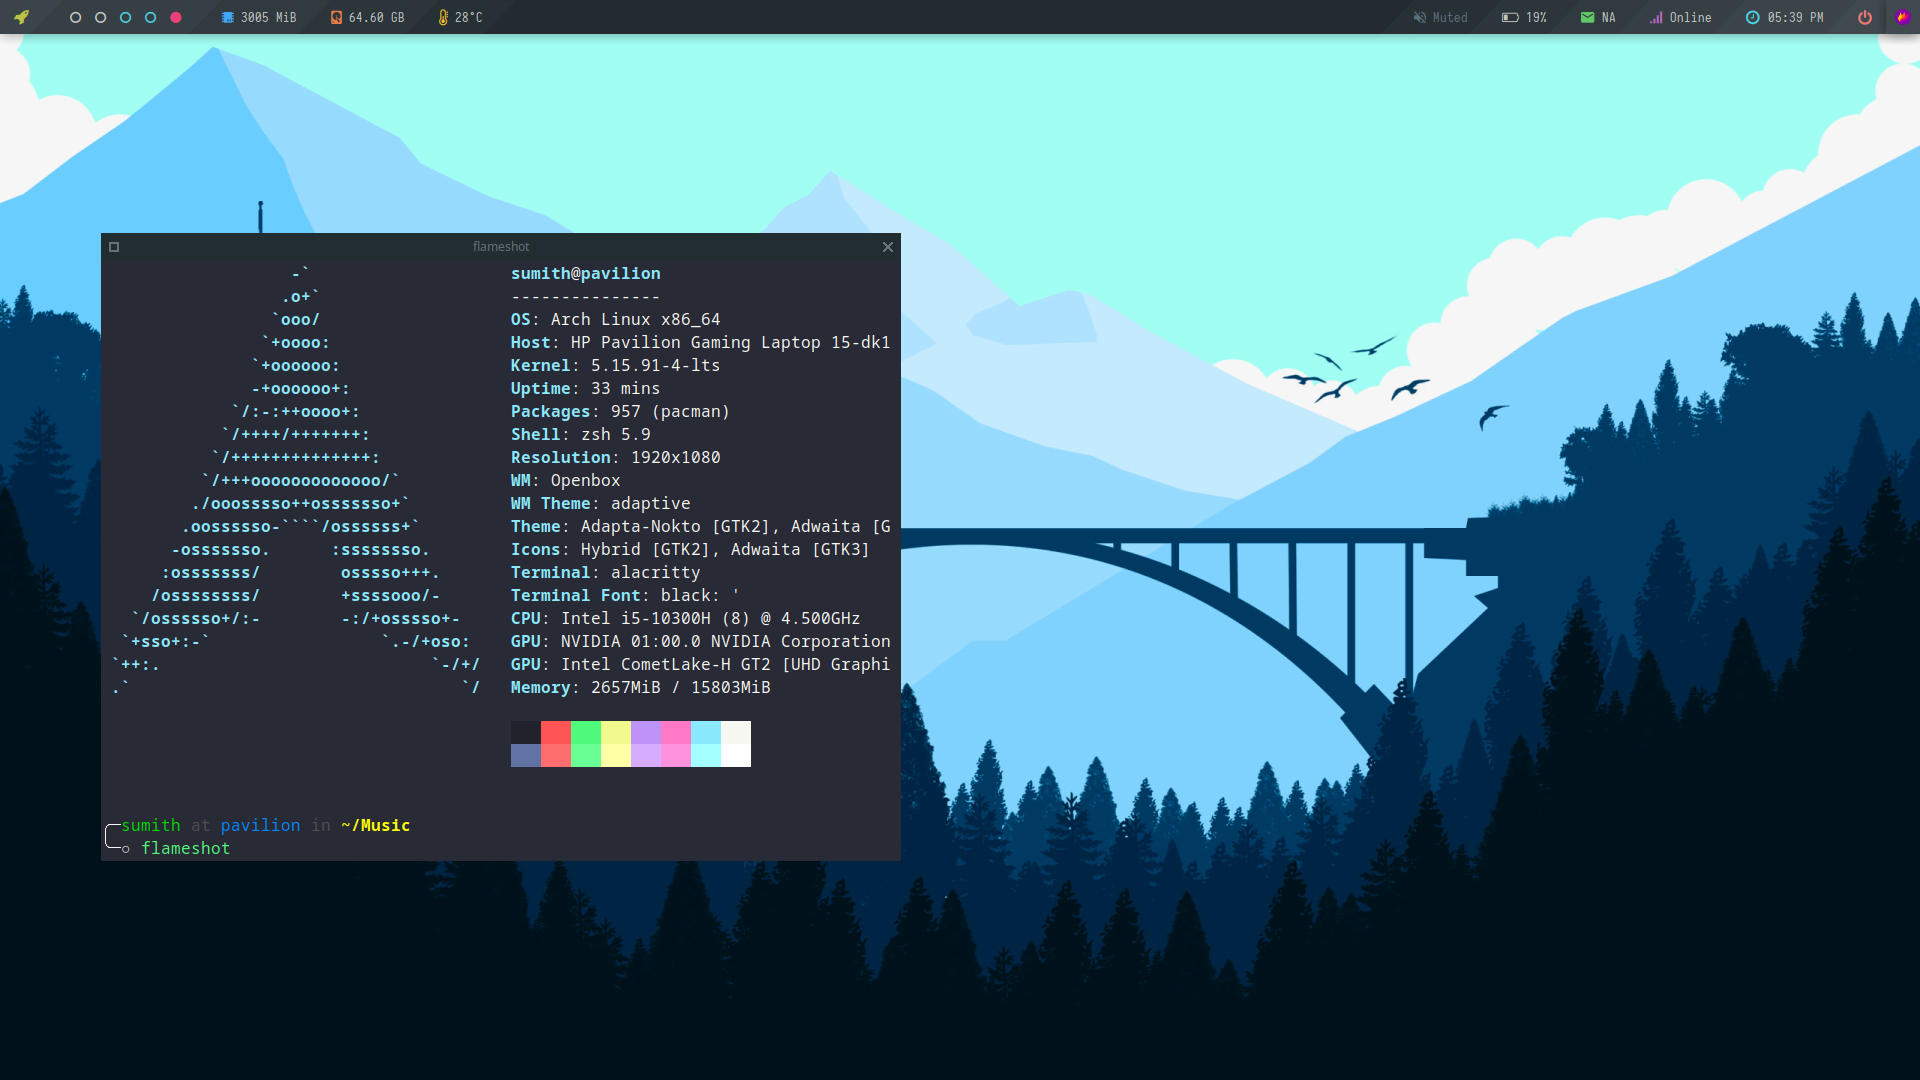 3005 MiB 64.60 GB 28°C Muted 19% NA Online 05:39 PM
flameshot
-` sumith@pavilion
.o+` ---------------
`ooo/ OS: Arch Linux x86_64
`+oooo: Host: HP Pavilion Gaming Laptop 15-dk1
`+oooooo: Kernel: 5.15.91-4-lts
-+oooooo+: Uptime: 33 mins
`/:-:++oooo+: Packages: 957 (pacman)
`/++++/+++++++: Shell: zsh 5.9
`/++++++++++++++: Resolution: 1920x1080
`/+++ooooooooooooo/` WM: Openbox
./ooosssso++osssssso+` WM Theme: adaptive
.oossssso-````/ossssss+` Theme: Adapta-Nokto [GTK2], Adwaita [G
-osssssso. :ssssssso. Icons: Hybrid [GTK2], Adwaita [GTK3]
:osssssss/ osssso+++. Terminal: alacritty
/ossssssss/ +ssssooo/- Terminal Font: black: '
`/ossssso+/:- -:/+osssso+- CPU: Intel i5-10300H (8) @ 4.500GHz
`+sso+:-` `.-/+oso: GPU: NVIDIA 01:00.0 NVIDIA Corporation
`++:. `-/+/ GPU: Intel CometLake-H GT2 [UHD Graphi
.` `/ Memory: 2657MiB / 15803MiB
sumith at pavilion in ~/Music
flameshot